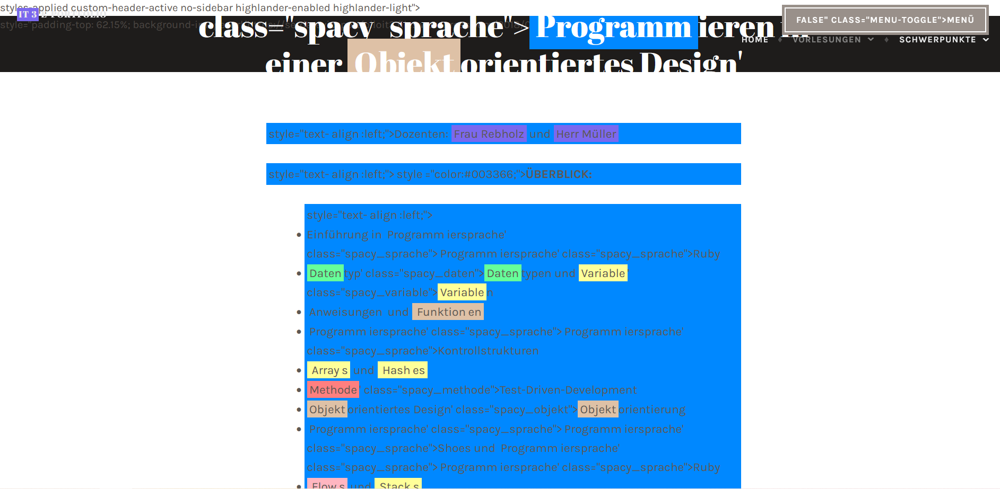 styles-applied custom-header-active no-sidebar highlander-enabled highlander-light">
IT 3 E-PORTFOLIO
style="padding-top: 62.15%;
FALSE" CLASS="MENU-TOGGLE">MENÜ
HOME VORLESUNGEN SCHWERPUNKTE
class="spacy_sprache"> Programm ieren in
einer Objekt orientiertes Design'
style="text- align :left;">Dozenten: Frau Rebholz und Herr Müller
style="text- align :left;"> style ="color:#003366;">ÜBERBLICK:
style="text- align :left;">
Einführung in Programm iersprache'
class="spacy_sprache"> Programm iersprache' class="spacy_sprache">Ruby
Daten typ' class="spacy_daten"> Daten typen und Variable '
class="spacy_variable"> Variable n
Anweisungen und Funktion en
Programm iersprache' class="spacy_sprache"> Programm iersprache'
class="spacy_sprache">Kontrollstrukturen
Array s und Hash es
Methode ' class="spacy_methode">Test-Driven-Development
Objekt orientiertes Design' class="spacy_objekt"> Objekt orientierung
Programm iersprache' class="spacy_sprache"> Programm iersprache'
class="spacy_sprache">Shoes und Programm iersprache'
class="spacy_sprache"> Programm iersprache' class="spacy_sprache">Ruby
Flow s und Stack s